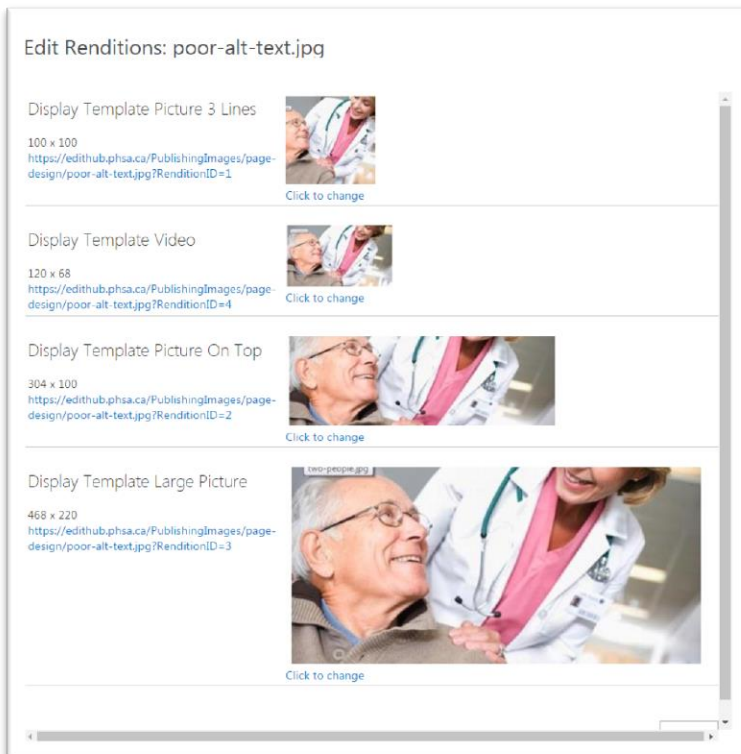 Edit Renditions: poor-alt-text.jpg
Display Template Picture 3 Lines
100 x 100
https://edithub.phsa.ca/PublishingImages/page-
design/poor-alt-text.jpg?RenditionID=1
Click to change
Display Template Video
120 x 68
https://edithub.phsa.ca/PublishingImages/page-
design/poor-alt-text.jpg?RenditionID=4
Click to change
Display Template Picture On Top
304 x 100
https://edithub.phsa.ca/PublishingImages/page-
design/poor-alt-text.jpg?RenditionID=2
Click to change
Display Template Large Picture
468 x 220
https://edithub.phsa.ca/PublishingImages/page-
design/poor-alt-text.jpg?RenditionID=3
two-people.jpg
Click to change